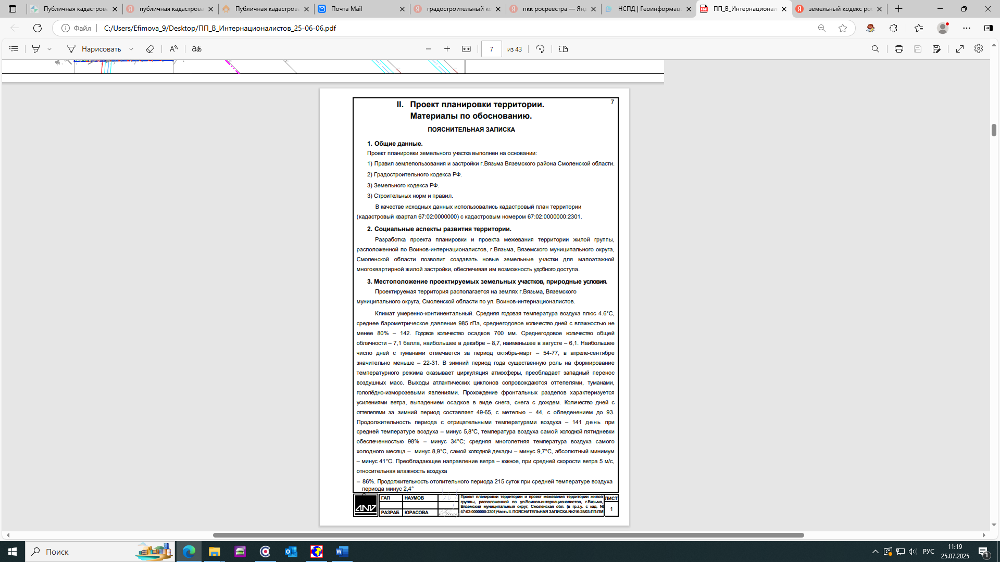 Публичная кадастрова
публичная кадастрова
Публичная кадастрова
Почта Mail
градостроительный ко
пкк росреестра — Янд
НСПД | Геоинформаци
ПП_В_Интернационал
земельный кодекс рос
Файл
C:/Users/Efimova_9/Desktop/ПП_В_Интернационалистов_25-06-06.pdf
Нарисовать
аあ
7
из 43
7
II. Проект планировки территории.
Материалы по обоснованию.
ПОЯСНИТЕЛЬНАЯ ЗАПИСКА
1. Общие данные.
Проект планировки земельного участка выполнен на основании:
1) Правил землепользования и застройки г.Вязьма Вяземского района Смоленской области.
2) Градостроительного кодекса РФ.
3) Земельного кодекса РФ.
3) Строительных норм и правил.
В качестве исходных данных использовались кадастровый план территории
(кадастровый квартал 67:02:0000000) с кадастровым номером 67:02:0000000:2301.
2. Социальные аспекты развития территории.
Разработка проекта планировки и проекта межевания территории жилой группы,
расположенной по Воинов-интернационалистов, г.Вязьма, Вяземского муниципального округа,
Смоленской области позволит создавать новые земельные участки для малоэтажной
многоквартирной жилой застройки, обеспечивая им возможность удобного доступа.
3. Местоположение проектируемых земельных участков, природные условия.
Проектируемая территория располагается на землях г.Вязьма, Вяземского
муниципального округа, Смоленской области по ул. Воинов-интернационалистов.
Климат умеренно-континентальный. Средняя годовая температура воздуха плюс 4.6°С,
среднее барометрическое давление 985 гПа, среднегодовое количество дней с влажностью не
менее 80% – 142. Годовое количество осадков 700 мм. Среднегодовое количество общей
облачности – 7,1 балла, наибольшее в декабре – 8,7, наименьшее в августе – 6,1. Наибольшее
число дней с туманами отмечается за период октябрь-март – 54-77, в апреле-сентябре
значительно меньше – 22-31. В зимний период года существенную роль на формирование
температурного режима оказывает циркуляция атмосферы, преобладает западный перенос
воздушных масс. Выходы атлантических циклонов сопровождаются оттепелями, туманами,
гололёдно-изморозевыми явлениями. Прохождение фронтальных разделов характеризуется
усилениями ветра, выпадением осадков в виде снега, снега с дождем. Количество дней с
оттепелями за зимний период составляет 49-65, с метелью – 44, с обледенением до 93.
Продолжительность периода с отрицательными температурами воздуха – 141 день при
средней температуре воздуха – минус 5,8°С, температура воздуха самой холодной пятидневки
обеспеченностью 98% – минус 34°С; средняя многолетняя температура воздуха самого
холодного месяца – минус 8,9°С, самой холодной декады – минус 9,7°С, абсолютный минимум
– минус 41°С. Преобладающее направление ветра – южное, при средней скорости ветра 5 м/с,
относительная влажность воздуха
– 86%. Продолжительность отопительного периода 215 суток при средней температуре воздуха
периода минус 2,4°
ГАП НАУМОВ
РАЗРАБ ЮРАСОВА
Проект планировки территории и проект межевания территории жилой
группы, расположенной по ул.Воинов-интернационалистов, г.Вязьма,
Вяземский муниципальный округ, Смоленская обл. (в гр.з.у. с кад. №
67:02:0000000:2301)Часть II. ПОЯСНИТЕЛЬНАЯ ЗАПИСКА.№216-25/03-ПП-ПМ
ЛИСТ
1
Поиск
РУС
11:19
25.07.2025
1